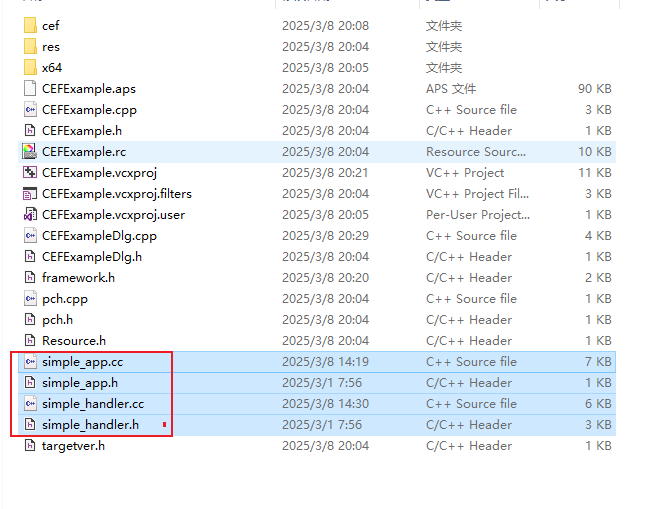 cef 2025/3/8 20:08 文件夹
res 2025/3/8 20:04 文件夹
x64 2025/3/8 20:05 文件夹
CEFExample.aps 2025/3/8 20:04 APS 文件 90 KB
CEFExample.cpp 2025/3/8 20:04 C++ Source file 3 KB
CEFExample.h 2025/3/8 20:04 C/C++ Header 1 KB
CEFExample.rc 2025/3/8 20:04 Resource Sourc... 10 KB
CEFExample.vcxproj 2025/3/8 20:21 VC++ Project 11 KB
CEFExample.vcxproj.filters 2025/3/8 20:04 VC++ Project Fil... 3 KB
CEFExample.vcxproj.user 2025/3/8 20:05 Per-User Project... 1 KB
CEFExampleDlg.cpp 2025/3/8 20:29 C++ Source file 4 KB
CEFExampleDlg.h 2025/3/8 20:04 C/C++ Header 1 KB
framework.h 2025/3/8 20:20 C/C++ Header 2 KB
pch.cpp 2025/3/8 20:04 C++ Source file 1 KB
pch.h 2025/3/8 20:04 C/C++ Header 1 KB
Resource.h 2025/3/8 20:04 C/C++ Header 1 KB
simple_app.cc 2025/3/8 14:19 C++ Source file 7 KB
simple_app.h 2025/3/1 7:56 C/C++ Header 1 KB
simple_handler.cc 2025/3/8 14:30 C++ Source file 6 KB
simple_handler.h 2025/3/1 7:56 C/C++ Header 3 KB
targetver.h 2025/3/8 20:04 C/C++ Header 1 KB